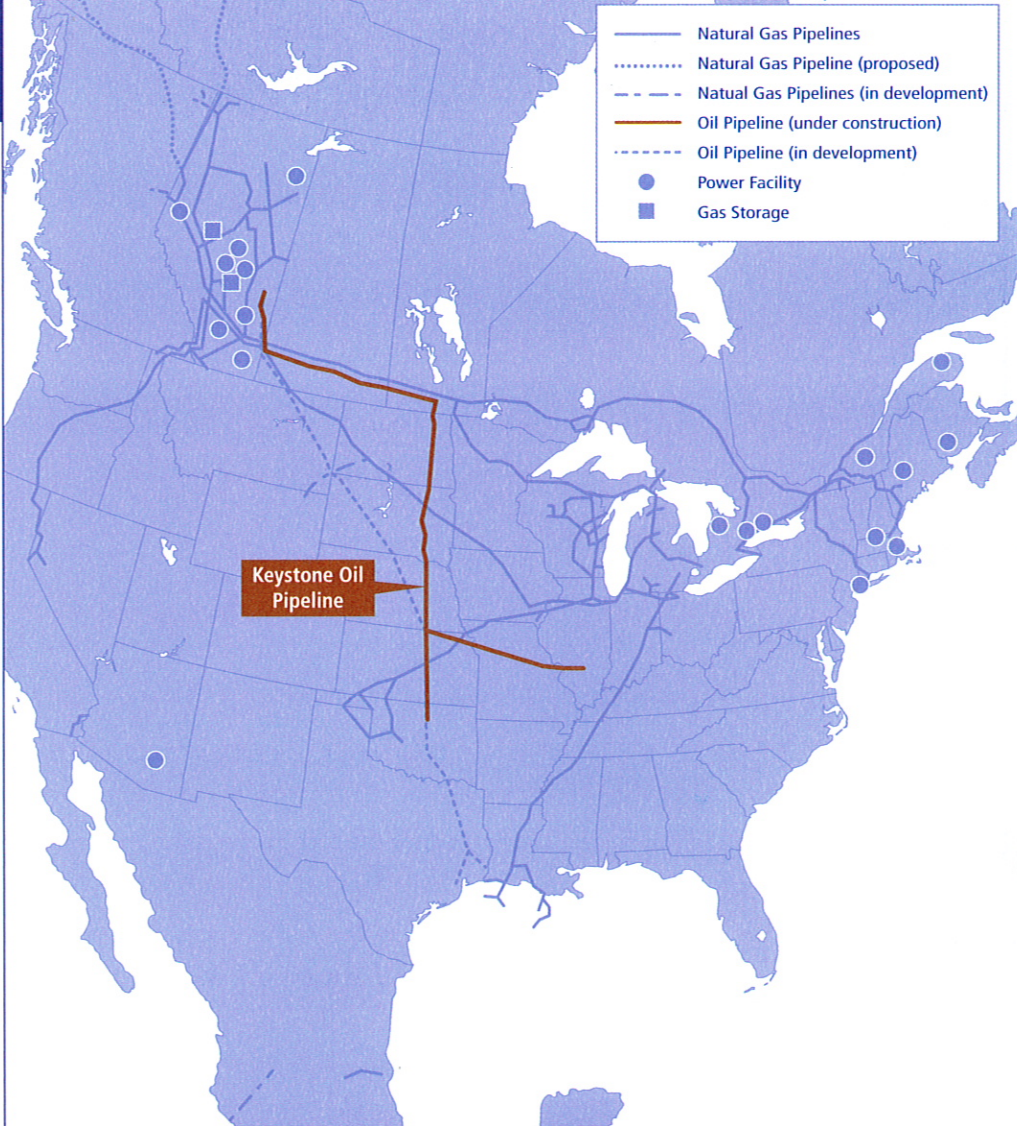 Natural Gas Pipelines
Natural Gas Pipeline (proposed)
Natual Gas Pipelines (in development)
Oil Pipeline (under construction)
Oil Pipeline (in development)
Power Facility
Gas Storage
Keystone Oil
Pipeline